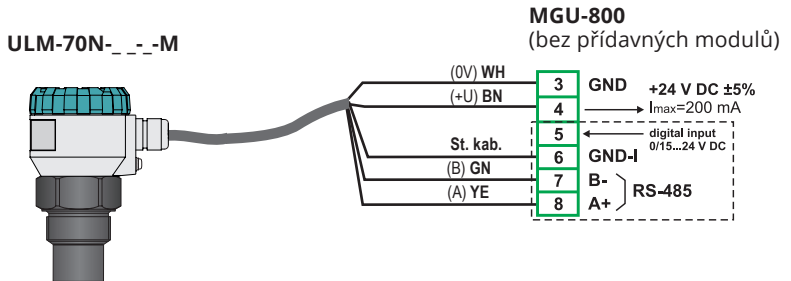 MGU-800
(bez přídavných modulů)
ULM-70N-_ _-_-M
(0V) WH
3 GND
+24 V DC ±5%
(+U) BN
4
Imax=200 mA
5
digital input
0/15...24 V DC
St. kab.
6 GND-I
(B) GN
7 B-
RS-485
(A) YE
8 A+